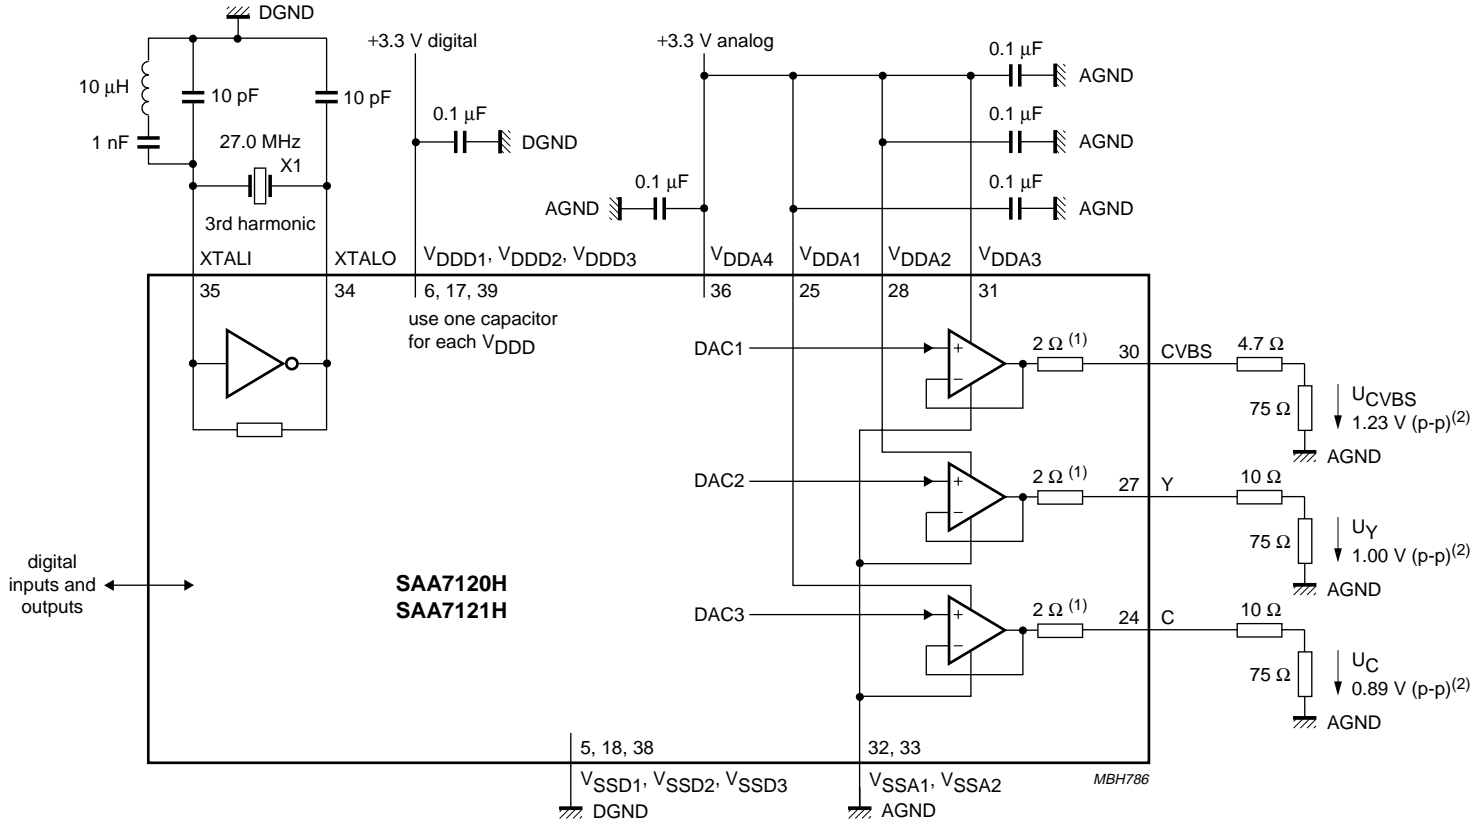 DGND
+3.3 V digital
+3.3 V analog
0.1 μF
AGND
10 μH
10 pF
10 pF
0.1 μF
0.1 μF
1 nF
27.0 MHz
DGND
AGND
X1
0.1 μF
0.1 μF
AGND
AGND
3rd harmonic
XTALI
XTALO
VDDD1, VDDD2, VDDD3
VDDA4
VDDA1
VDDA2
VDDA3
35
34
6, 17, 39
36
25
28
31
use one capacitor
for each VDDD
DAC1
+
−
2 Ω (1)
30
CVBS
4.7 Ω
75 Ω
UCVBS
1.23 V (p-p)(2)
AGND
DAC2
+
−
2 Ω (1)
27
Y
10 Ω
75 Ω
UY
1.00 V (p-p)(2)
AGND
digital
inputs and
outputs
SAA7120H
SAA7121H
DAC3
+
−
2 Ω (1)
24
C
10 Ω
75 Ω
UC
0.89 V (p-p)(2)
AGND
5, 18, 38
32, 33
VSSD1, VSSD2, VSSD3
VSSA1, VSSA2
MBH786
DGND
AGND